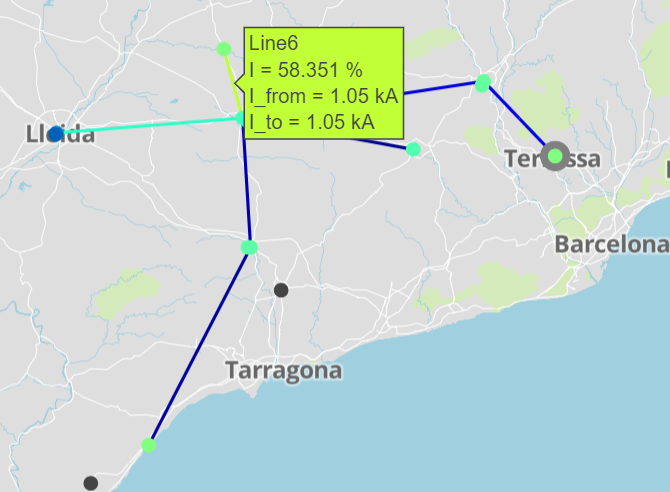 Line6
I = 58.351 %
I_from = 1.05 kA
I_to = 1.05 kA
Lleida
Terrassa
Barcelona
Tarragona